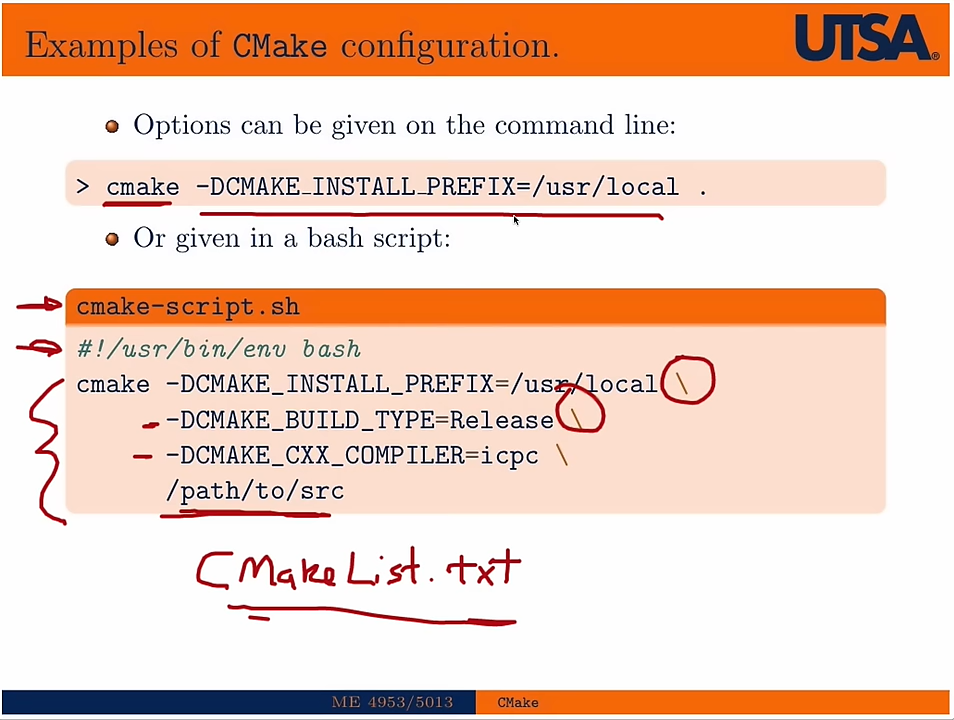 Examples of CMake configuration.
UTSA®
Options can be given on the command line:
> cmake -DCMAKE_INSTALL_PREFIX=/usr/local .
Or given in a bash script:
cmake-script.sh
#!/usr/bin/env bash
cmake -DCMAKE_INSTALL_PREFIX=/usr/local \
-DCMAKE_BUILD_TYPE=Release \
-DCMAKE_CXX_COMPILER=icpc \
/path/to/src
CMakeList.txt
ME 4953/5013 CMake